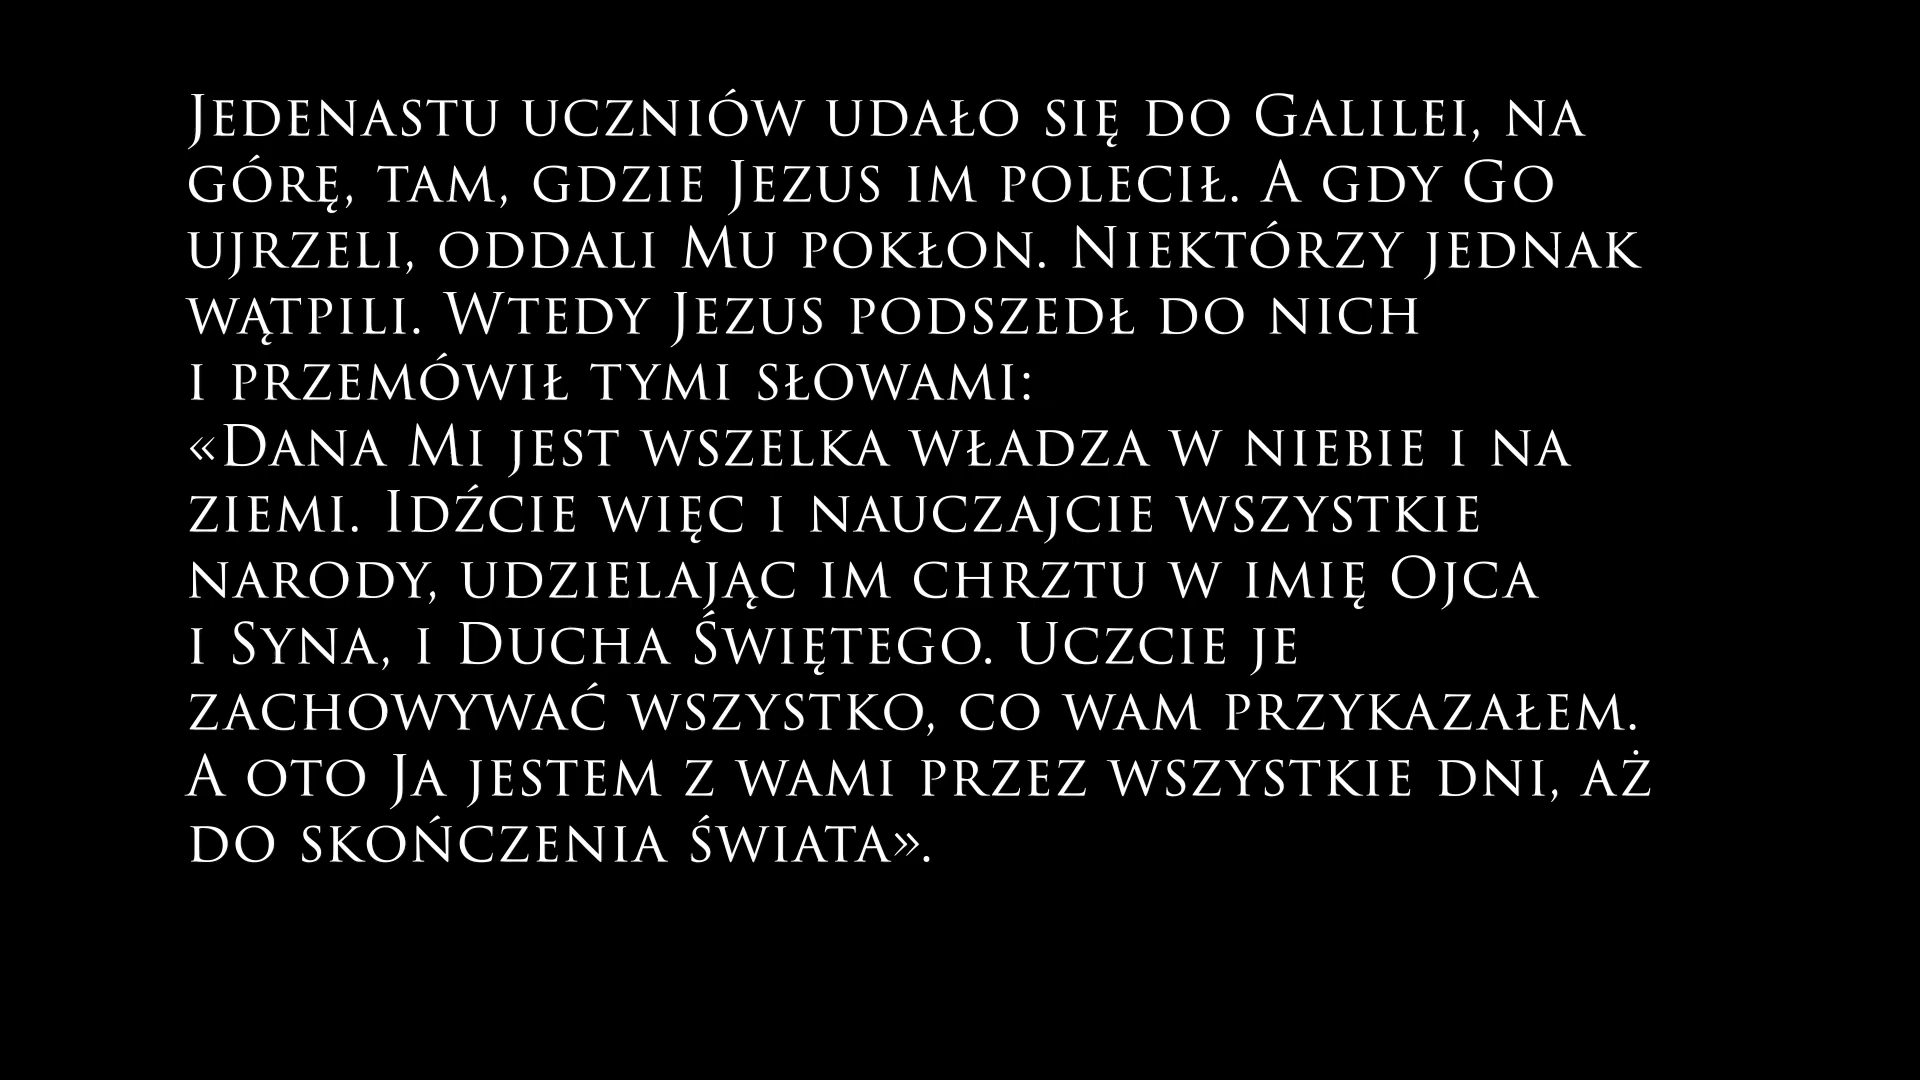 Jedenastu uczniów udało się do Galilei, na
górę, tam, gdzie Jezus im polecił. A gdy Go
ujrzeli, oddali Mu pokłon. Niektórzy jednak
wątpili. Wtedy Jezus podszedł do nich
i przemówił tymi słowami:
«Dana Mi jest wszelka władza w niebie i na
ziemi. Idźcie więc i nauczajcie wszystkie
narody, udzielając im chrztu w imię Ojca
i Syna, i Ducha Świętego. Uczcie je
zachowywać wszystko, co wam przykazałem.
A oto Ja jestem z wami przez wszystkie dni, aż
do skończenia świata».